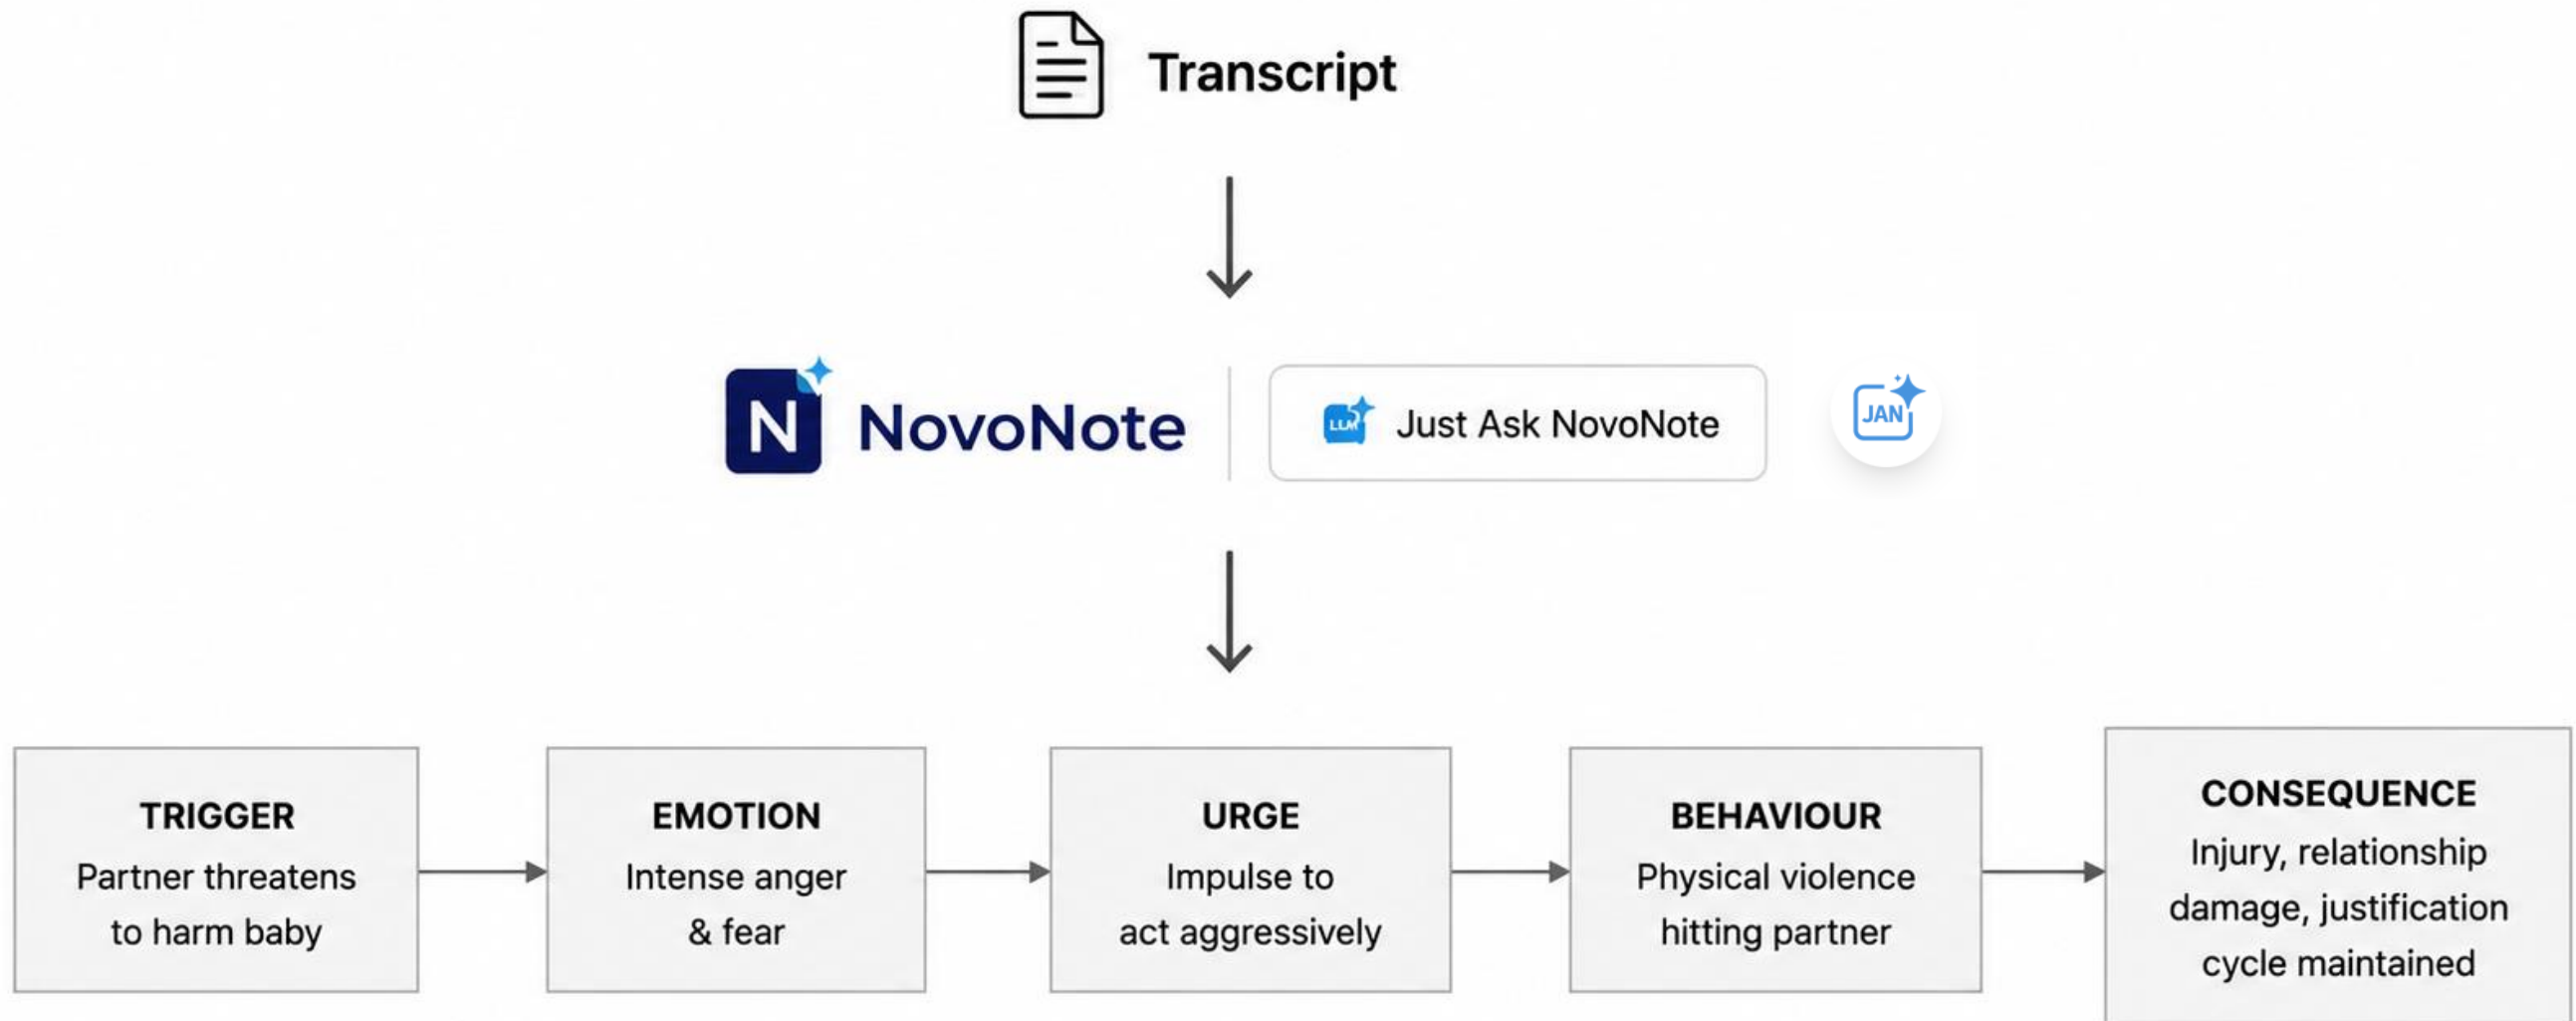 Transcript
N NovoNote
LLM Just Ask NovoNote
JAN
TRIGGER
Partner threatens
to harm baby
EMOTION
Intense anger
& fear
URGE
Impulse to
act aggressively
BEHAVIOUR
Physical violence
hitting partner
CONSEQUENCE
Injury, relationship
damage, justification
cycle maintained